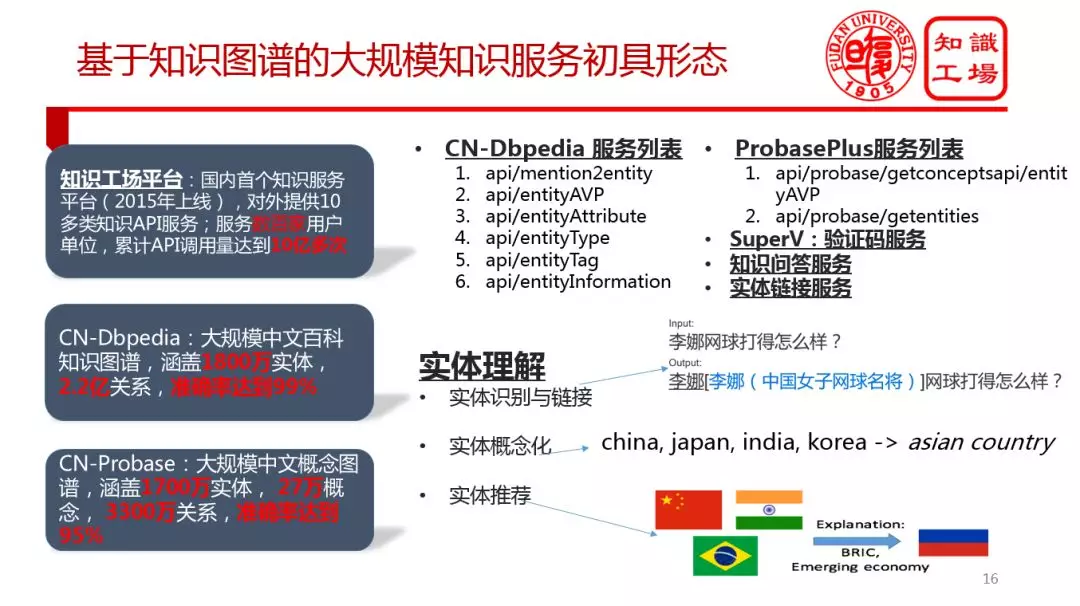 基于知识图谱的大规模知识服务初具形态
FUDAN UNIVERSITY
1905
知識
工場
知识工场平台：国内首个知识服务
平台（2015年上线），对外提供10
多类知识API服务；服务数百家用户
单位，累计API调用量达到10亿多次
CN-Dbpedia：大规模中文百科
知识图谱，涵盖1800万实体，
2.2亿关系，准确率达到99%
CN-Probase：大规模中文概念图
谱，涵盖1700万实体， 27万概
念， 3300万关系，准确率达到
95%
• CN-Dbpedia 服务列表
1. api/mention2entity
2. api/entityAVP
3. api/entityAttribute
4. api/entityType
5. api/entityTag
6. api/entityInformation
• ProbasePlus服务列表
1. api/probase/getconceptsapi/entit
yAVP
2. api/probase/getentities
• SuperV：验证码服务
• 知识问答服务
• 实体链接服务
实体理解
• 实体识别与链接
Input:
李娜网球打得怎么样？
Output:
李娜[李娜（中国女子网球名将）]网球打得怎么样？
• 实体概念化
china, japan, india, korea -> asian country
• 实体推荐
Explanation:
BRIC,
Emerging economy
16